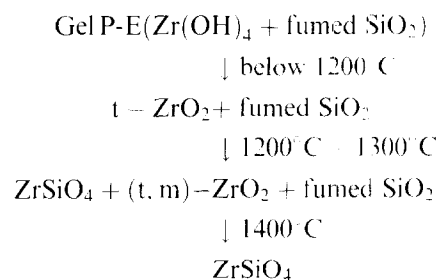 Gel P-E(Zr(OH)₄ + fumed SiO₂)
↓ below 1200 C
t − ZrO₂ + fumed SiO₂
↓ 1200°C 1300°C
ZrSiO₄ + (t, m)−ZrO₂ + fumed SiO₂
↓ 1400°C
ZrSiO₄